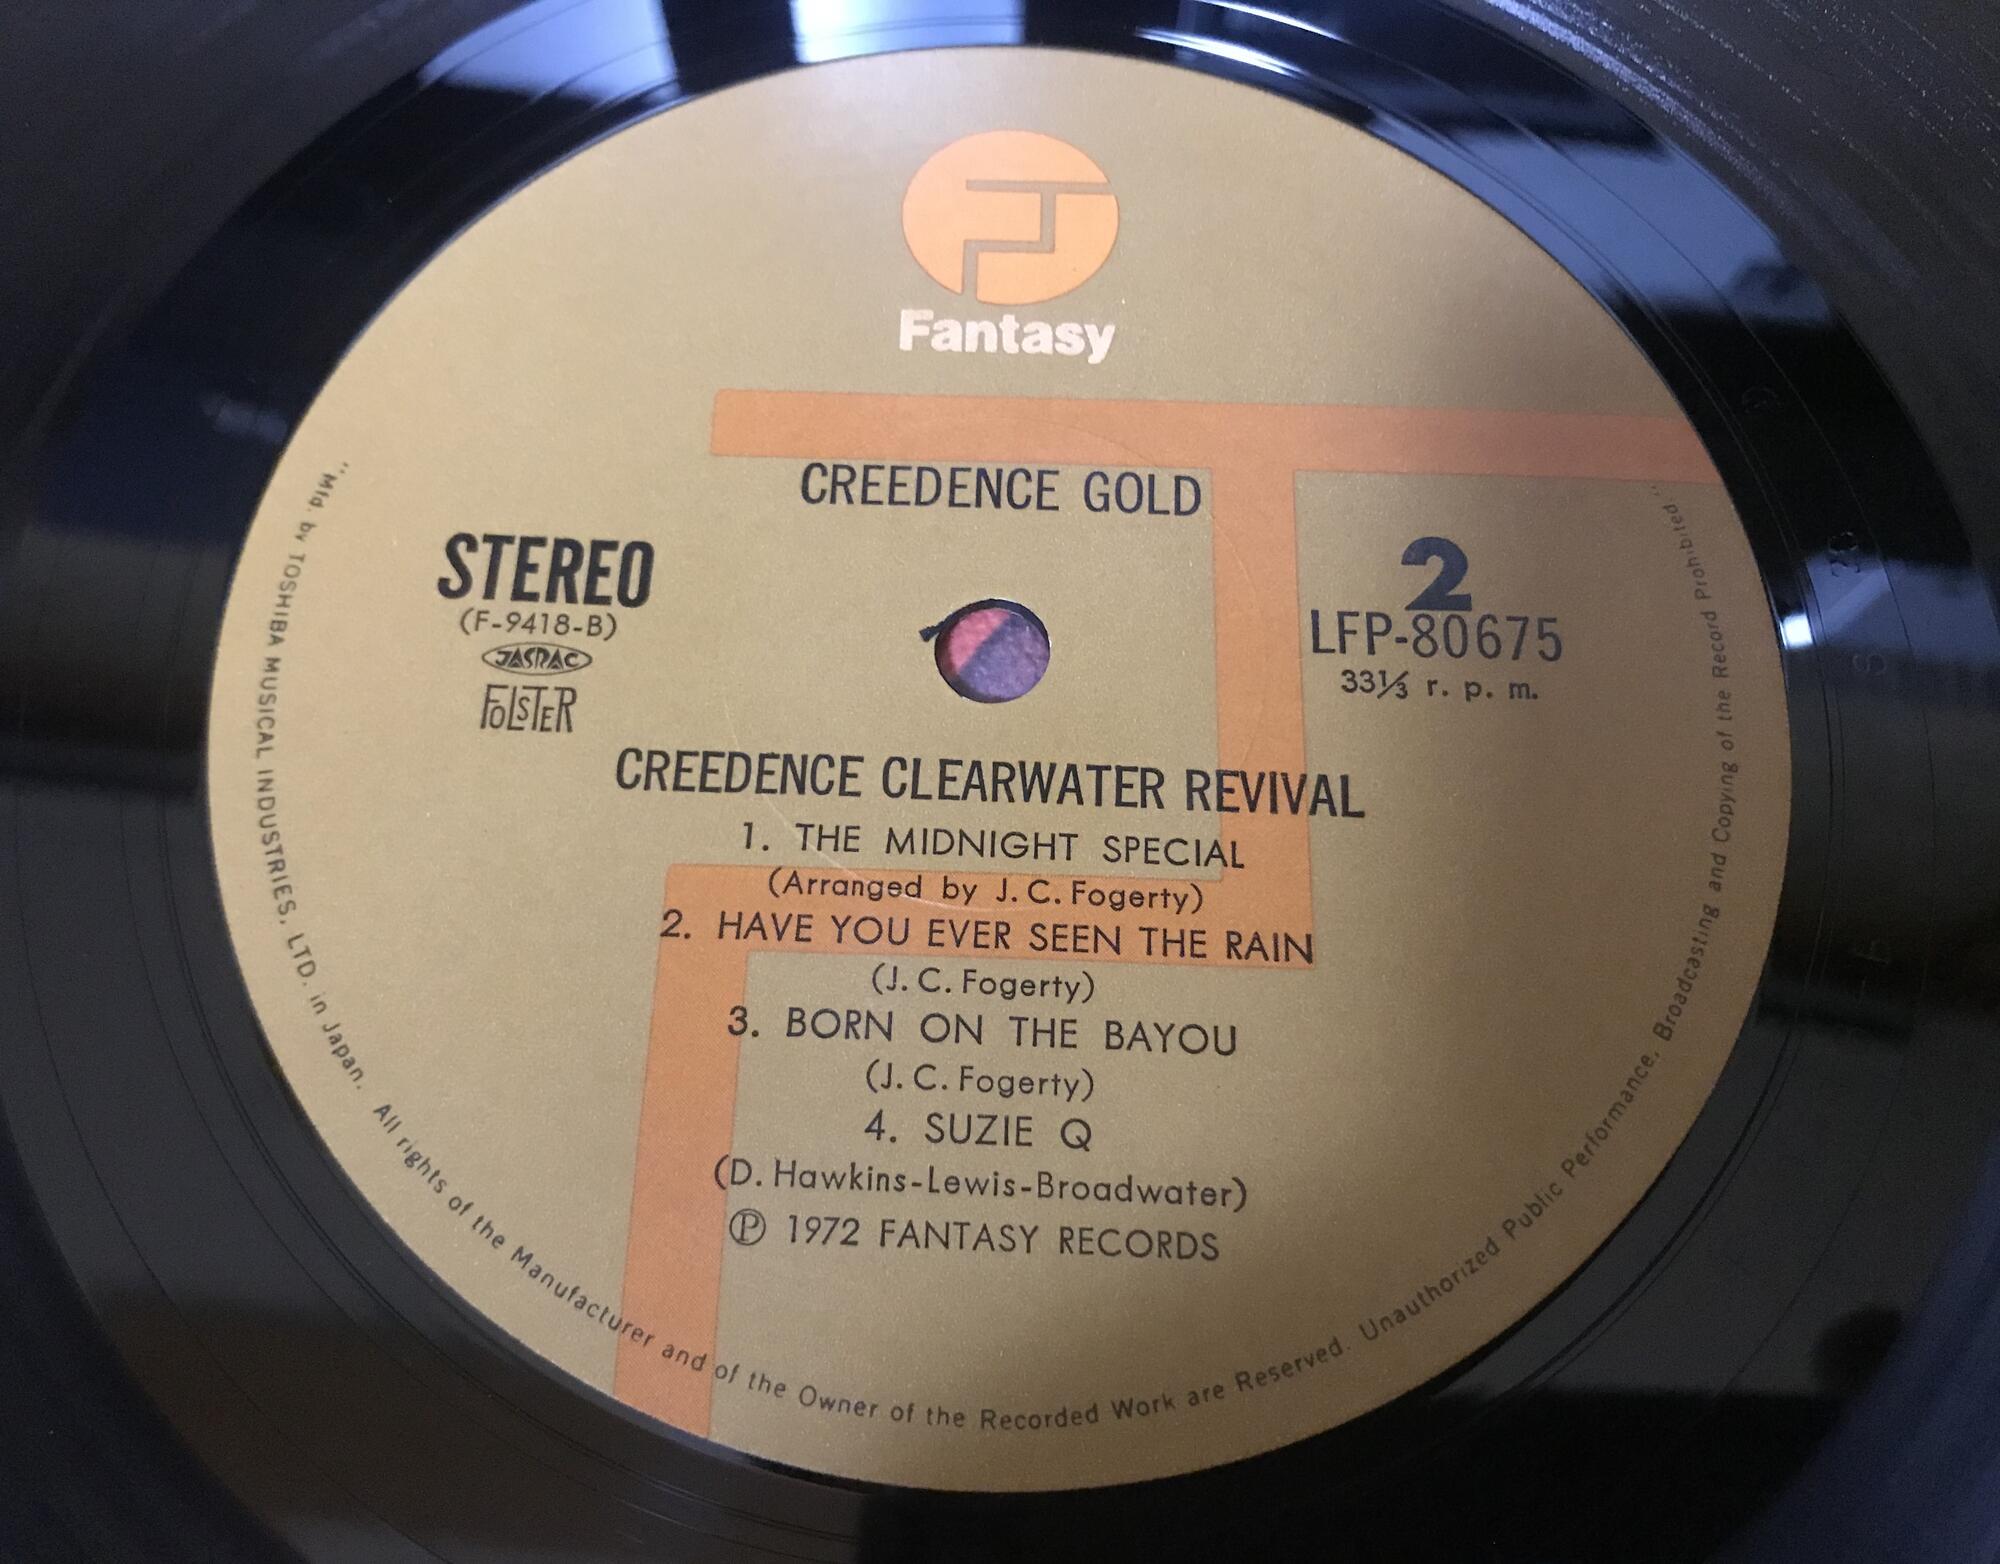 Fantasy
CREEDENCE GOLD
STEREO
(F-9418-B)
JASRAC
FOLSTER
2
LFP-80675
33⅓ r. p. m.
CREEDENCE CLEARWATER REVIVAL
1. THE MIDNIGHT SPECIAL
(Arranged by J. C. Fogerty)
2. HAVE YOU EVER SEEN THE RAIN
(J. C. Fogerty)
3. BORN ON THE BAYOU
(J. C. Fogerty)
4. SUZIE Q
(D. Hawkins-Lewis-Broadwater)
Ⓟ 1972 FANTASY RECORDS
"Mfd. by TOSHIBA MUSICAL INDUSTRIES, LTD. in Japan. All rights of the Manufacturer and of the Owner of the Recorded Work are Reserved. Unauthorized Public Performance, Broadcasting and Copying of the Record Prohibited."